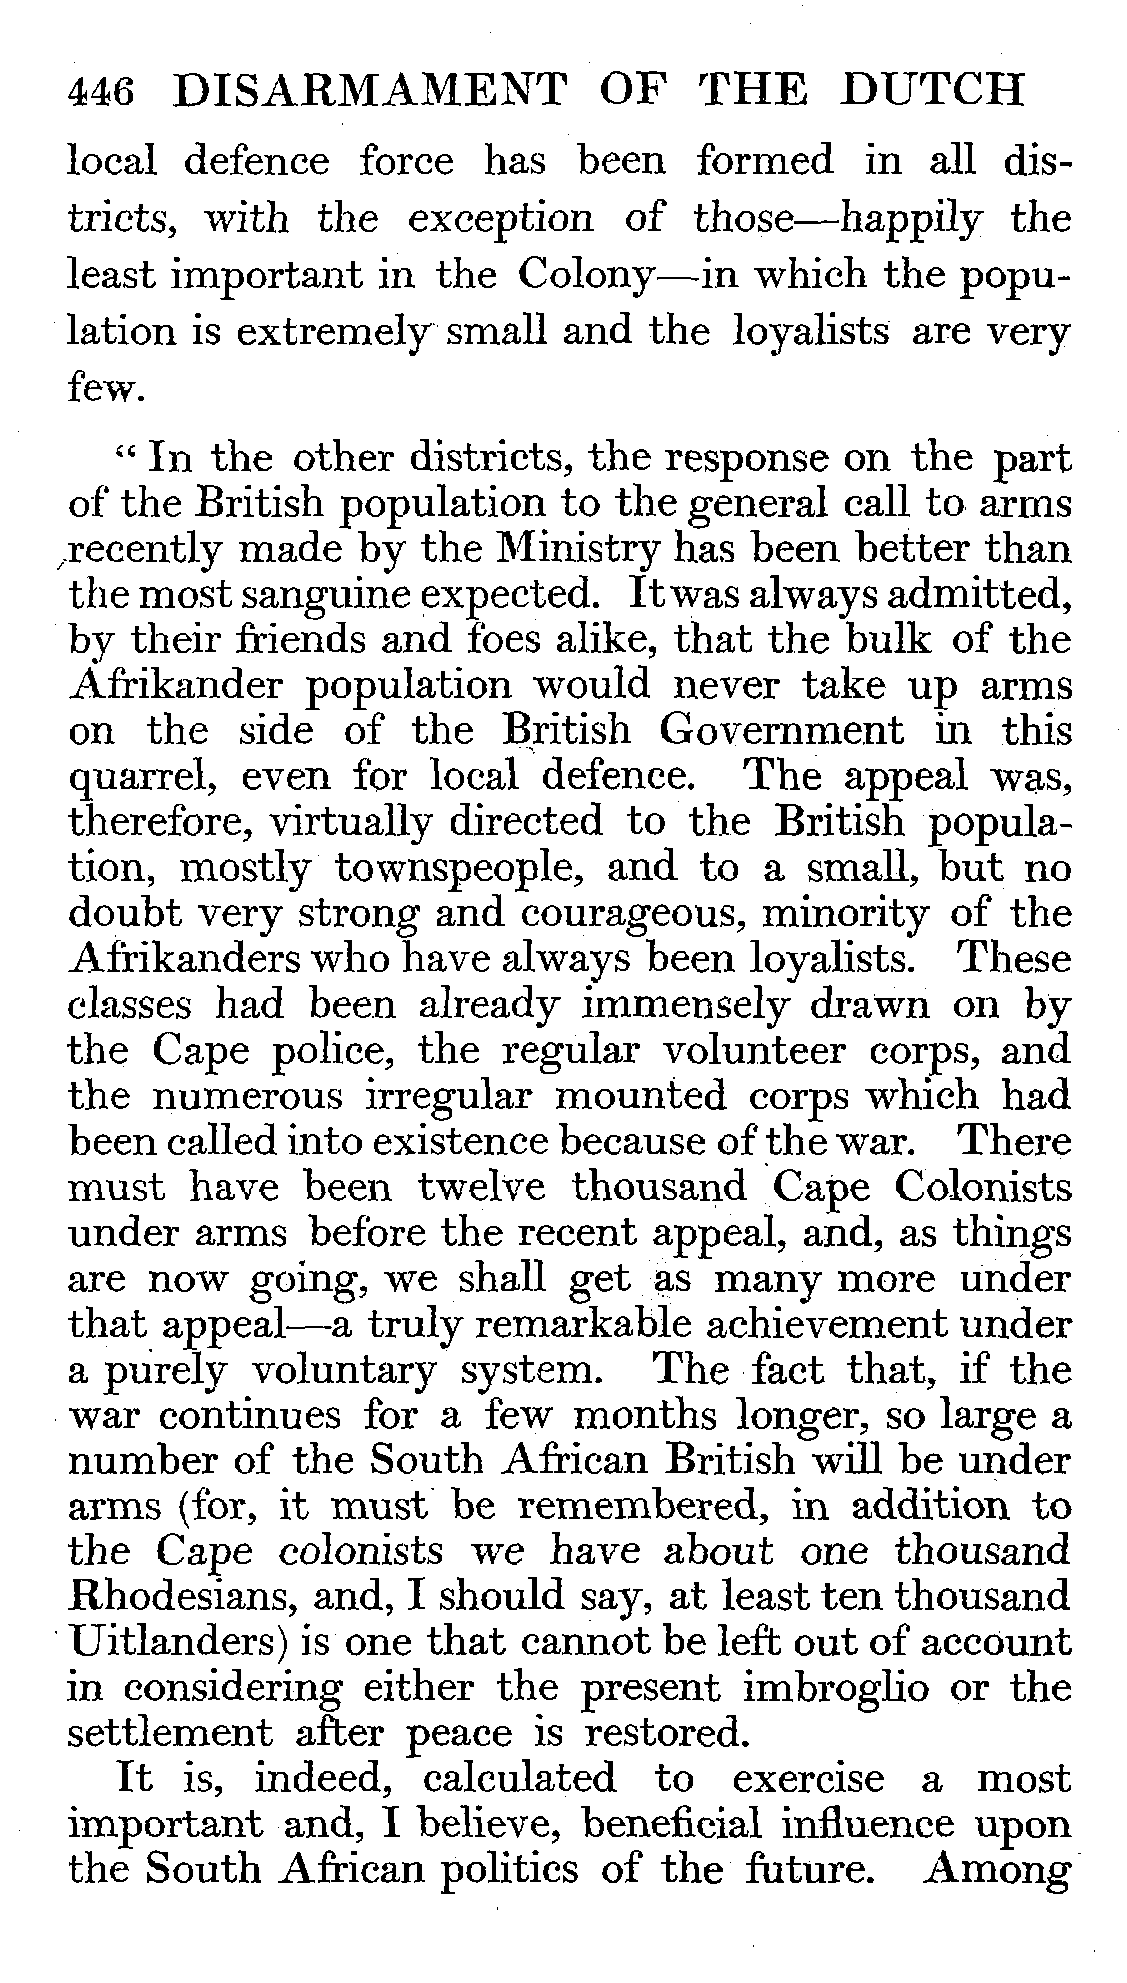 446 DISARMAMENT OF THE DUTCH
local defence force has been formed in all dis-
tricts, with the exception of those—happily the
least important in the Colony—in which the popu-
lation is extremely small and the loyalists are very
few.
“ In the other districts, the response on the part
of the British population to the general call to arms
recently made by the Ministry has been better than
the most sanguine expected. It was always admitted,
by their friends and foes alike, that the bulk of the
Afrikander population would never take up arms
on the side of the British Government in this
quarrel, even for local defence. The appeal was,
therefore, virtually directed to the British popula-
tion, mostly townspeople, and to a small, but no
doubt very strong and courageous, minority of the
Afrikanders who have always been loyalists. These
classes had been already immensely drawn on by
the Cape police, the regular volunteer corps, and
the numerous irregular mounted corps which had
been called into existence because of the war. There
must have been twelve thousand Cape Colonists
under arms before the recent appeal, and, as things
are now going, we shall get as many more under
that appeal—a truly remarkable achievement under
a purely voluntary system. The fact that, if the
war continues for a few months longer, so large a
number of the South African British will be under
arms (for, it must be remembered, in addition to
the Cape colonists we have about one thousand
Rhodesians, and, I should say, at least ten thousand
Uitlanders) is one that cannot be left out of account
in considering either the present imbroglio or the
settlement after peace is restored.
It is, indeed, calculated to exercise a most
important and, I believe, beneficial influence upon
the South African politics of the future. Among